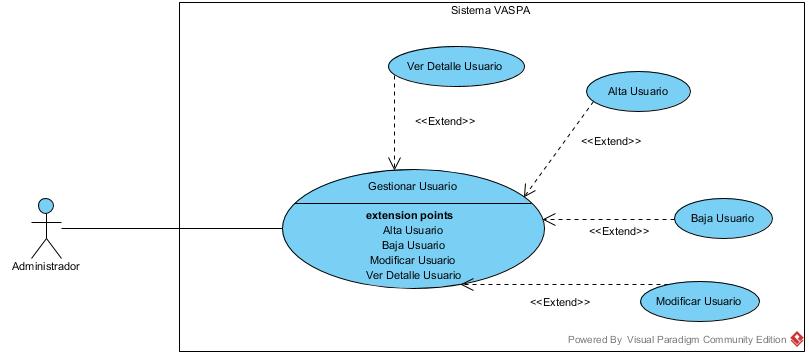 Sistema VASPA
Ver Detalle Usuario
Alta Usuario
<<Extend>>
<<Extend>>
Gestionar Usuario
extension points
Alta Usuario
Baja Usuario
Modificar Usuario
Ver Detalle Usuario
Baja Usuario
<<Extend>>
Administrador
<<Extend>>
Modificar Usuario
Powered By Visual Paradigm Community Edition